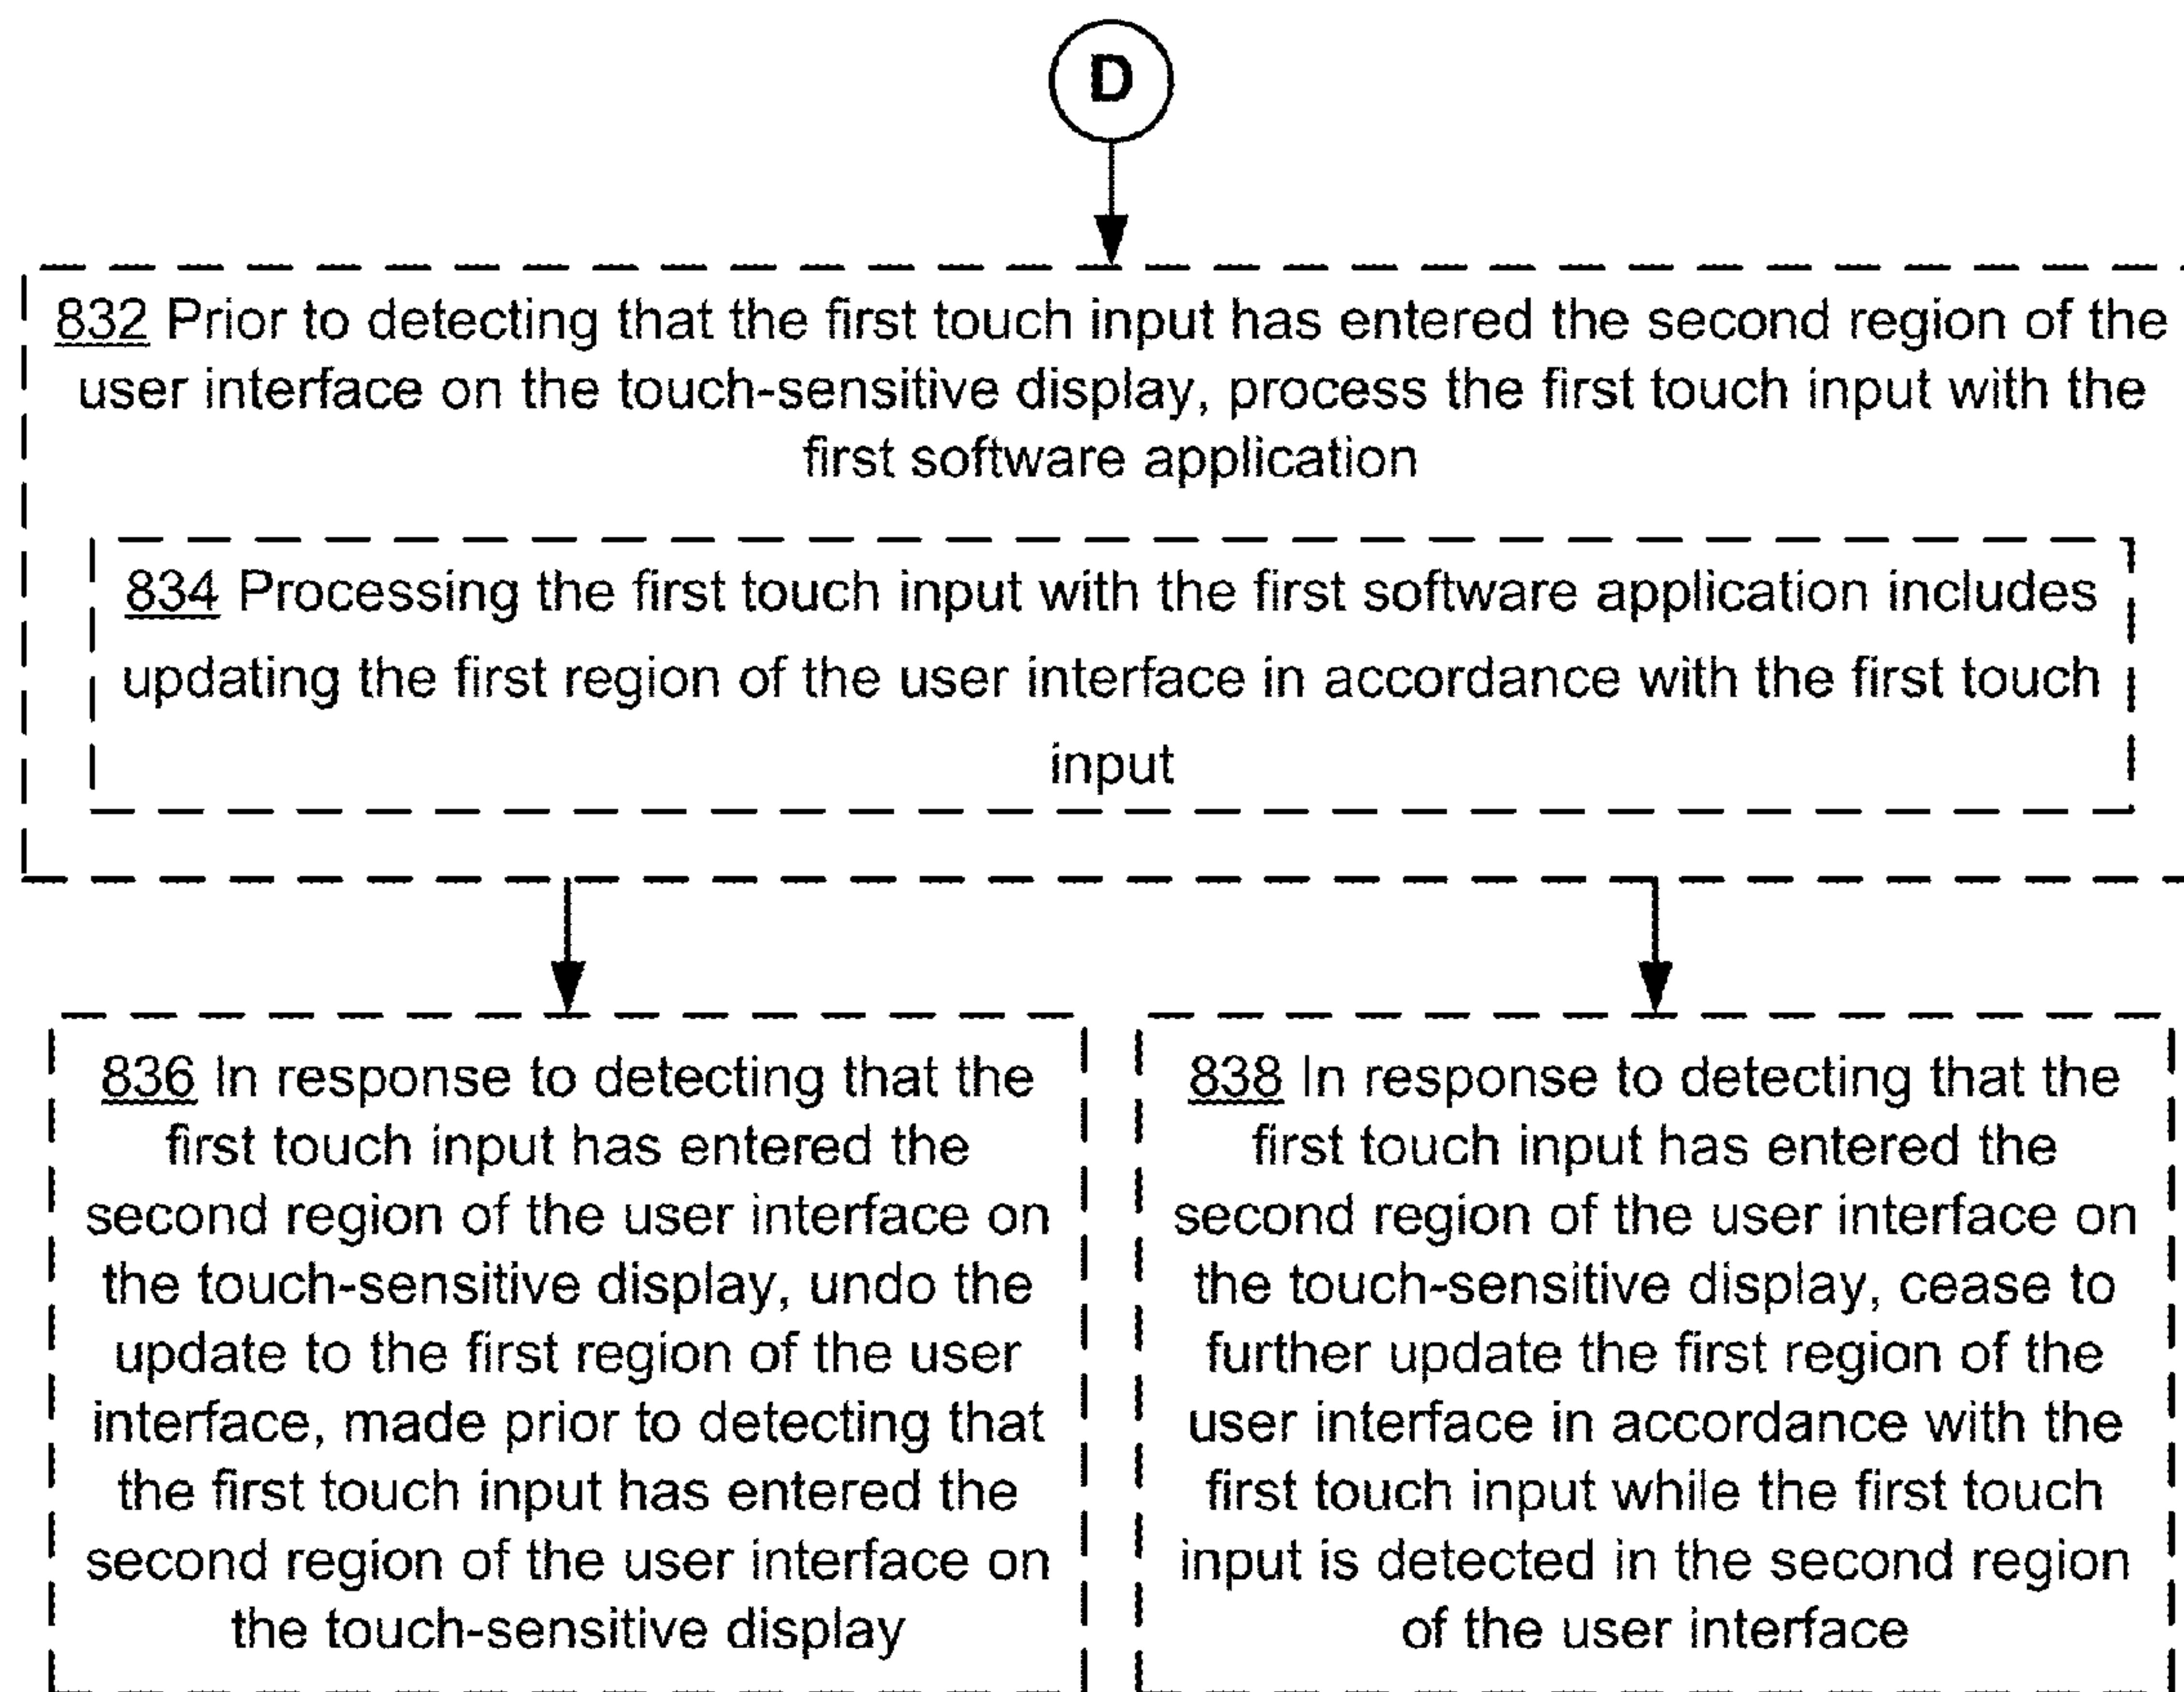 D
832 Prior to detecting that the first touch input has entered the second region of the
user interface on the touch-sensitive display, process the first touch input with the
first software application
834 Processing the first touch input with the first software application includes
updating the first region of the user interface in accordance with the first touch
input
836 In response to detecting that the
first touch input has entered the
second region of the user interface on
the touch-sensitive display, undo the
update to the first region of the user
interface, made prior to detecting that
the first touch input has entered the
second region of the user interface on
the touch-sensitive display
838 In response to detecting that the
first touch input has entered the
second region of the user interface on
the touch-sensitive display, cease to
further update the first region of the
user interface in accordance with the
first touch input while the first touch
input is detected in the second region
of the user interface